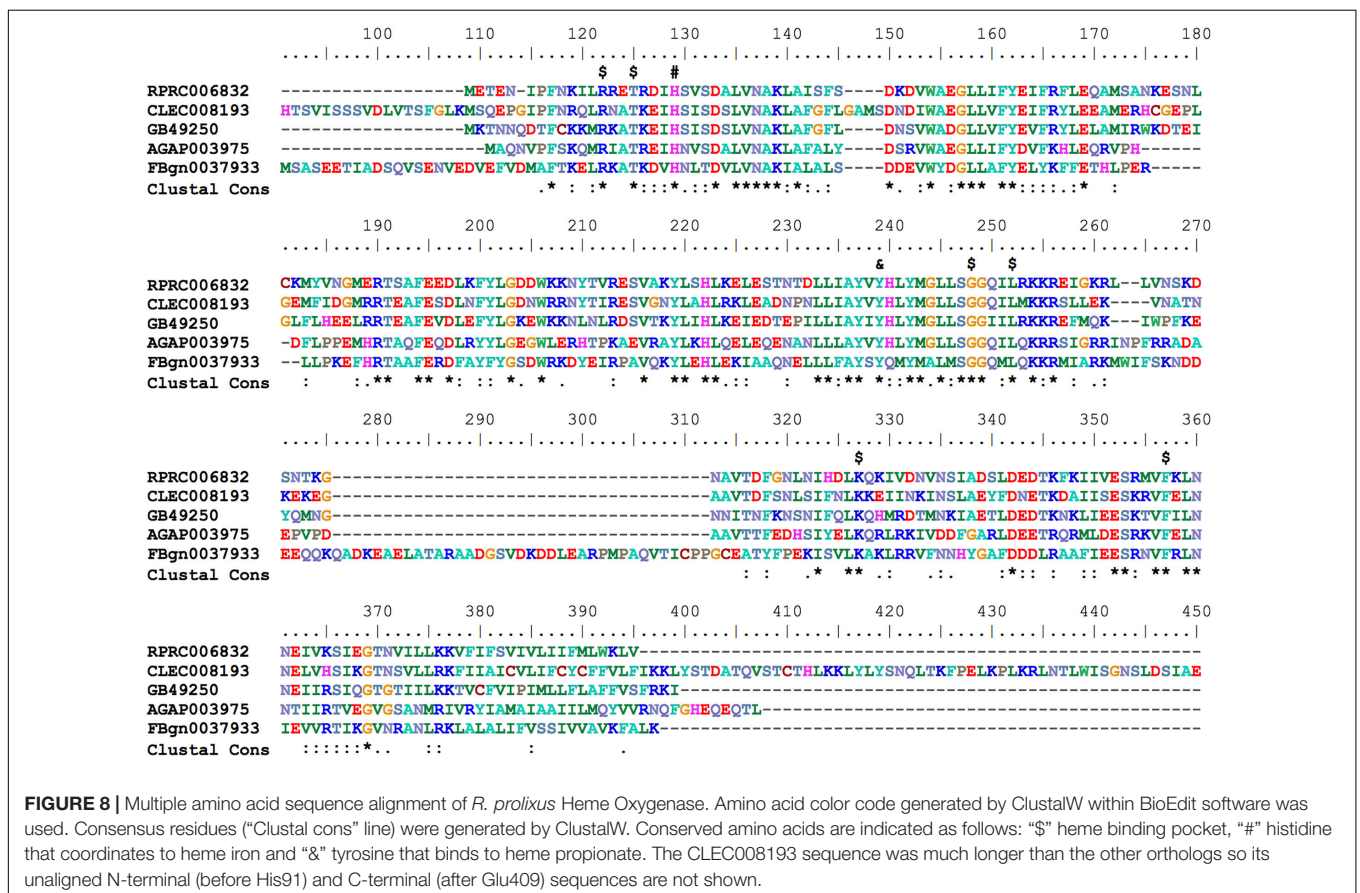 100 110 120 130 140 150 160 170 180
....|....|....|....|....|....|....|....|....|....|....|....|....|....|....|....|....|....|
$ $ #
RPRC006832 ------------------METEN-IPFNKILRRETRDIHSVSDALVNAKLAISFS----DKDVWAEGLLIFYEIFRFLEQAMSANKESNL
CLEC008193 HTSVISSSVDLVTSFGLKMSQEPGIPFNRQLRNATKEIHSISDSLVNAKLAFGFLGAMSDNDIWAEGLLVFYEIFRYLEEAMERHCGEPL
GB49250 ------------------MKTNNQDTFCKKMRKATKEIHSISDSLVNAKLAFGFL----DNSVWADGLLVFYEVFRYLELAMIRWKDTEI
AGAP003975 --------------------MAQNVPFSKQMRIATKEIHNVSDALVNAKLAFALY----DSRVWAEGLLIFYDVFKHLEQRVPH------
FBgn0037933 MSASEETIADSQVSENVEDVEFVDMAFTKELRKATKDVHNLTDVLVNAKIALALS----DDEVWYDGLLAFYELYKFFETHLPER-----
Clustal Cons .* : :* *:::* :.:* *****:*:.: *. :* :*** **::::.* :
190 200 210 220 230 240 250 260 270
....|....|....|....|....|....|....|....|....|....|....|....|....|....|....|....|....|....|
& $ $
RPRC006832 CKMYVNGMERTSAFEEDLKFYLGDDWKKNYTVRESVAKYLSHLKELESTNTDLLIAYVYHLYMGLLSGGQILRKKREIGKRL--LVNSKD
CLEC008193 GEMFIDGMRRTEAFESDLNFYLGDNWRRNYTIRESVGNYLAHLRKLEADNPNLLIAYVYHLYMGLLSGGQILMKKRSLLEK---VNATN
GB49250 GLFLHEELRRTEAFEVDLEFYLGKEWKKNLNLRDSVTKYLIHLKEIEDTEPILLIAYIYHLYMGLLSGGIILRKKREFMQK---IWPFKE
AGAP003975 -DFLPPEMHRTAQFEQDLRYYLGEGWLERHTPKAEVRAYLKHLQELEQENANLLLAYVYHLYMGLLSGGQILQKRRSIGRRINPFRRADA
FBgn0037933 --LLPKEFHRTAAFERDFAYFYGSDWRKDYEIRPAVQKYLEHLEKIAAQNELLLFAYSYQMYMALMSGGQMLQKKRMIARKMWIFSKNDD
Clustal Cons : :.** ** *: :: *. * . : * ** **.:: : **:** *:**.*:*** :* *:* : :
280 290 300 310 320 330 340 350 360
....|....|....|....|....|....|....|....|....|....|....|....|....|....|....|....|....|....|
$ $
RPRC006832 SNTKG-------------------------------------NAVTDFGNLNIHDLKQKIVDNVNSIADSLDEDTKFKIIVESRMVFKLN
CLEC008193 KEKEG-------------------------------------AAVTDFSNLSIFNLKKEIINKINSLAEYFDNETKDAIISESKRVFELN
GB49250 YQMNG-------------------------------------NNITNFKNSNIFQLKQHMRDTMNKIAETLDEDTKNKLIEESKTVFILN
AGAP003975 EPVPD-------------------------------------AAVTTFEDHSIYELKQRLRKIVDDFGARLDEETRQRMLDESRKVFELN
FBgn0037933 EEQQKQADKEAELATARAADGSVDKDDLEARPMPAQVTICPPGCEATYFPEKISVLKAKLRRVFNNHYGAFDDDLRAAFIEESRNVFRLN
Clustal Cons : : :* ** : .:. :*:: : :: **: ** **
370 380 390 400 410 420 430 440 450
....|....|....|....|....|....|....|....|....|....|....|....|....|....|....|....|....|....|
RPRC006832 NEIVKSIEGTNVILLKKVFIFSVIVLIIFMLWKLV-------------------------------------------------------
CLEC008193 NELVHSIKGTNSVLLRKFIIAICVLIFCYCFFVLFIKKLYSTDATQVSTCTHLKKLYLYSNQLTKFPELKPLKRLNTLWISGNSLDSIAE
GB49250 NEIIRSIQGTGTIILKKTVCFVIPIMLLFLAFFVSFRKI---------------------------------------------------
AGAP003975 NTIIRTVEGVGSANMRIVRYIAMAIAAIILMQYVVRNQFGHEQEQTL-------------------------------------------
FBgn0037933 IEVVRTIKGVNRANLRKLALALIFVSSIVVAVKFALK-----------------------------------------------------
Clustal Cons ::::::*.. :: : .
FIGURE 8 | Multiple amino acid sequence alignment of R. prolixus Heme Oxygenase. Amino acid color code generated by ClustalW within BioEdit software was
used. Consensus residues (“Clustal cons” line) were generated by ClustalW. Conserved amino acids are indicated as follows: “$” heme binding pocket, “#” histidine
that coordinates to heme iron and “&” tyrosine that binds to heme propionate. The CLEC008193 sequence was much longer than the other orthologs so its
unaligned N-terminal (before His91) and C-terminal (after Glu409) sequences are not shown.